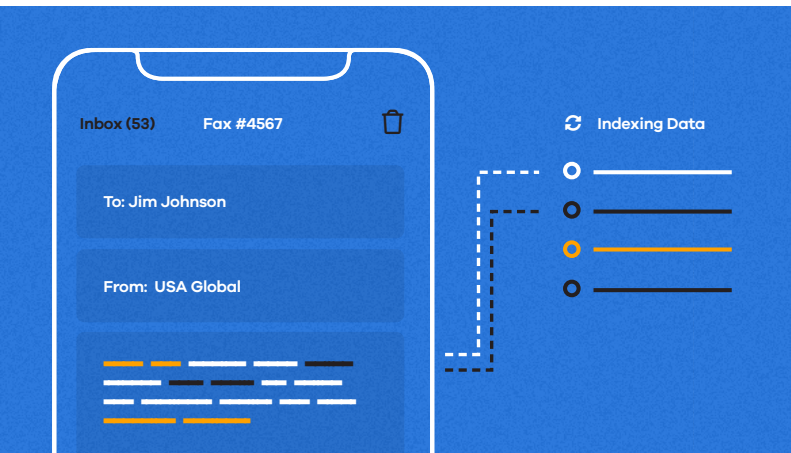 Inbox (53) Fax #4567
Indexing Data
To: Jim Johnson
From: USA Global